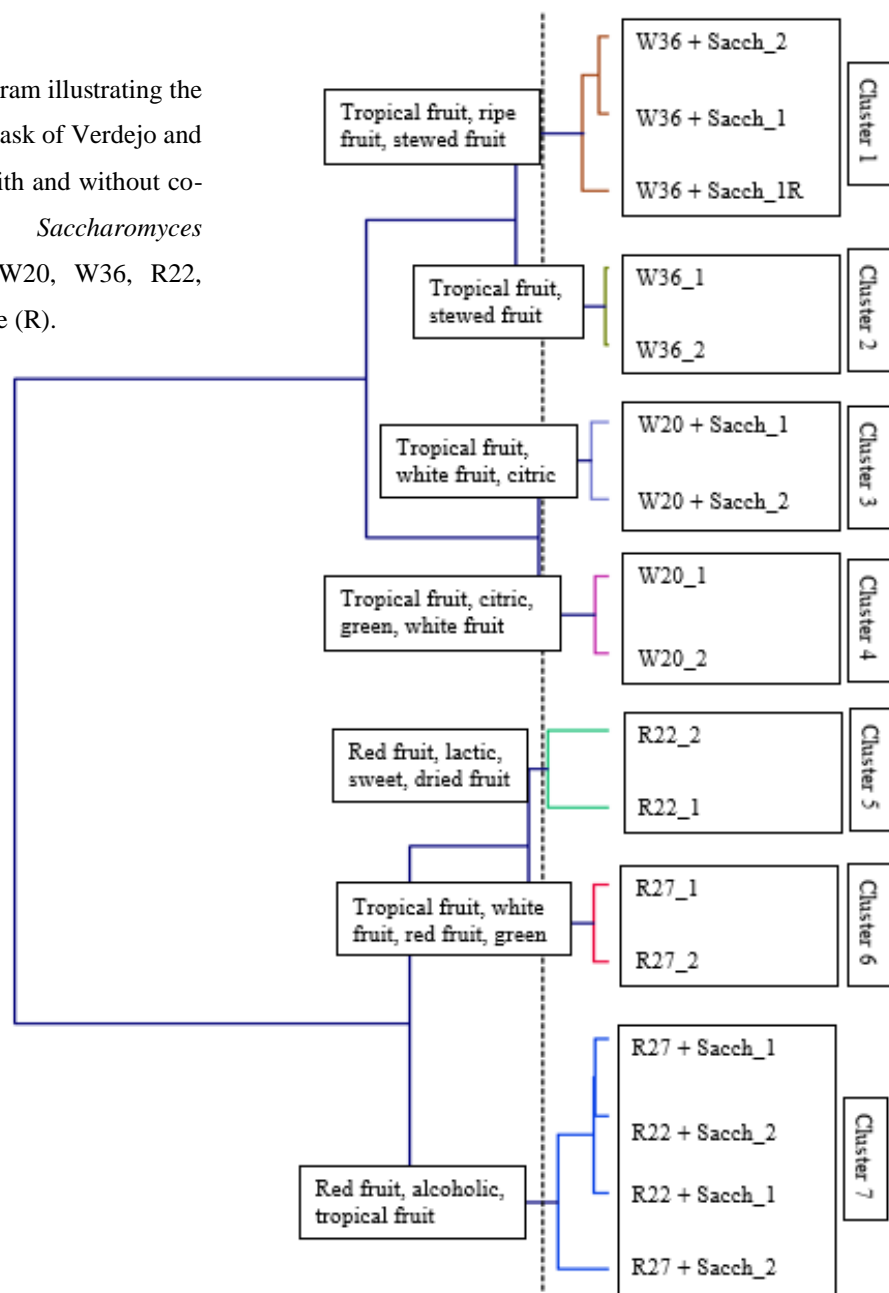 ram illustrating the
ask of Verdejo and
ith and without co-
Saccharomyces
W20, W36, R22,
e (R).
Tropical fruit, ripe
fruit, stewed fruit
W36 + Sacch_2
W36 + Sacch_1
W36 + Sacch_1R
Cluster 1
Tropical fruit,
stewed fruit
W36_1
W36_2
Cluster 2
Tropical fruit,
white fruit, citric
W20 + Sacch_1
W20 + Sacch_2
Cluster 3
Tropical fruit, citric,
green, white fruit
W20_1
W20_2
Cluster 4
Red fruit, lactic,
sweet, dried fruit
R22_2
R22_1
Cluster 5
Tropical fruit, white
fruit, red fruit, green
R27_1
R27_2
Cluster 6
Red fruit, alcoholic,
tropical fruit
R27 + Sacch_1
R22 + Sacch_2
R22 + Sacch_1
R27 + Sacch_2
Cluster 7